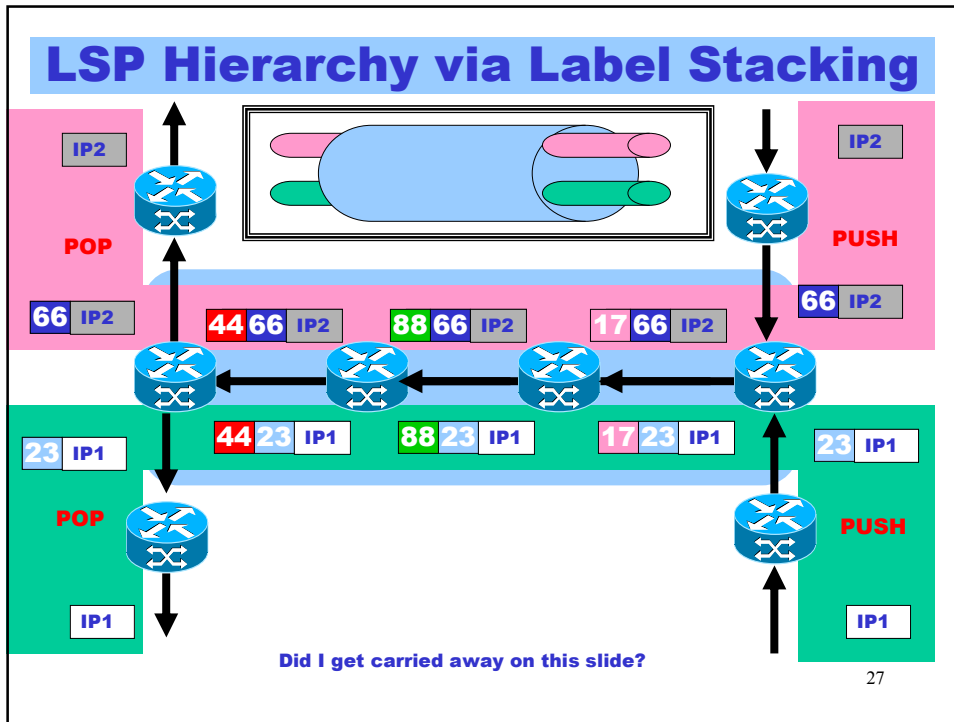 LSP Hierarchy via Label Stacking
IP2
IP2
POP
PUSH
66 IP2
44 66 IP2
88 66 IP2
17 66 IP2
66 IP2
23 IP1
44 23 IP1
88 23 IP1
17 23 IP1
23 IP1
POP
PUSH
IP1
IP1
Did I get carried away on this slide?
27